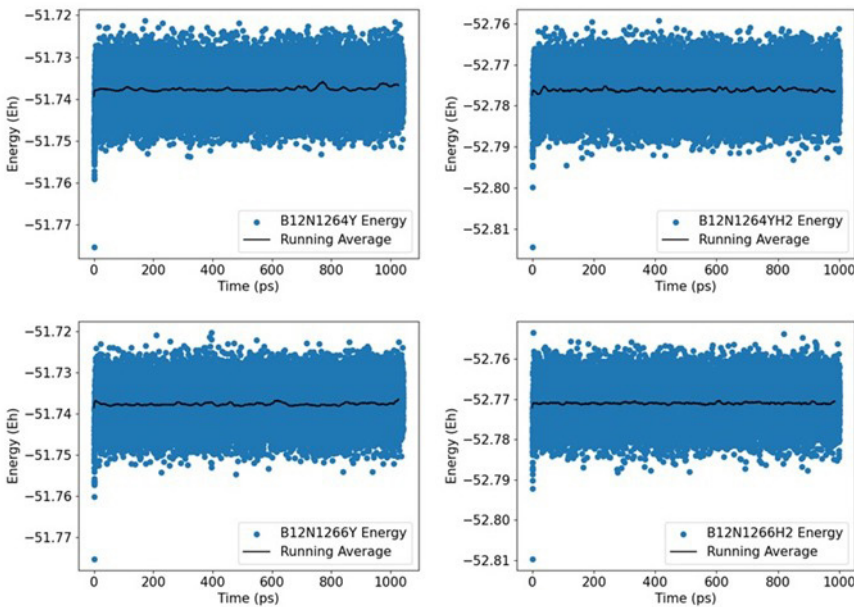 −51.72
−51.73
−51.74
−51.75
−51.76
−51.77
Energy (Eh)
B12N1264Y Energy
Running Average
0 200 400 600 800 1000
Time (ps)
−52.76
−52.77
−52.78
−52.79
−52.80
−52.81
Energy (Eh)
B12N1264YH2 Energy
Running Average
0 200 400 600 800 1000
Time (ps)
−51.72
−51.73
−51.74
−51.75
−51.76
−51.77
Energy (Eh)
B12N1266Y Energy
Running Average
0 200 400 600 800 1000
Time (ps)
−52.76
−52.77
−52.78
−52.79
−52.80
−52.81
Energy (Eh)
B12N1266H2 Energy
Running Average
0 200 400 600 800 1000
Time (ps)